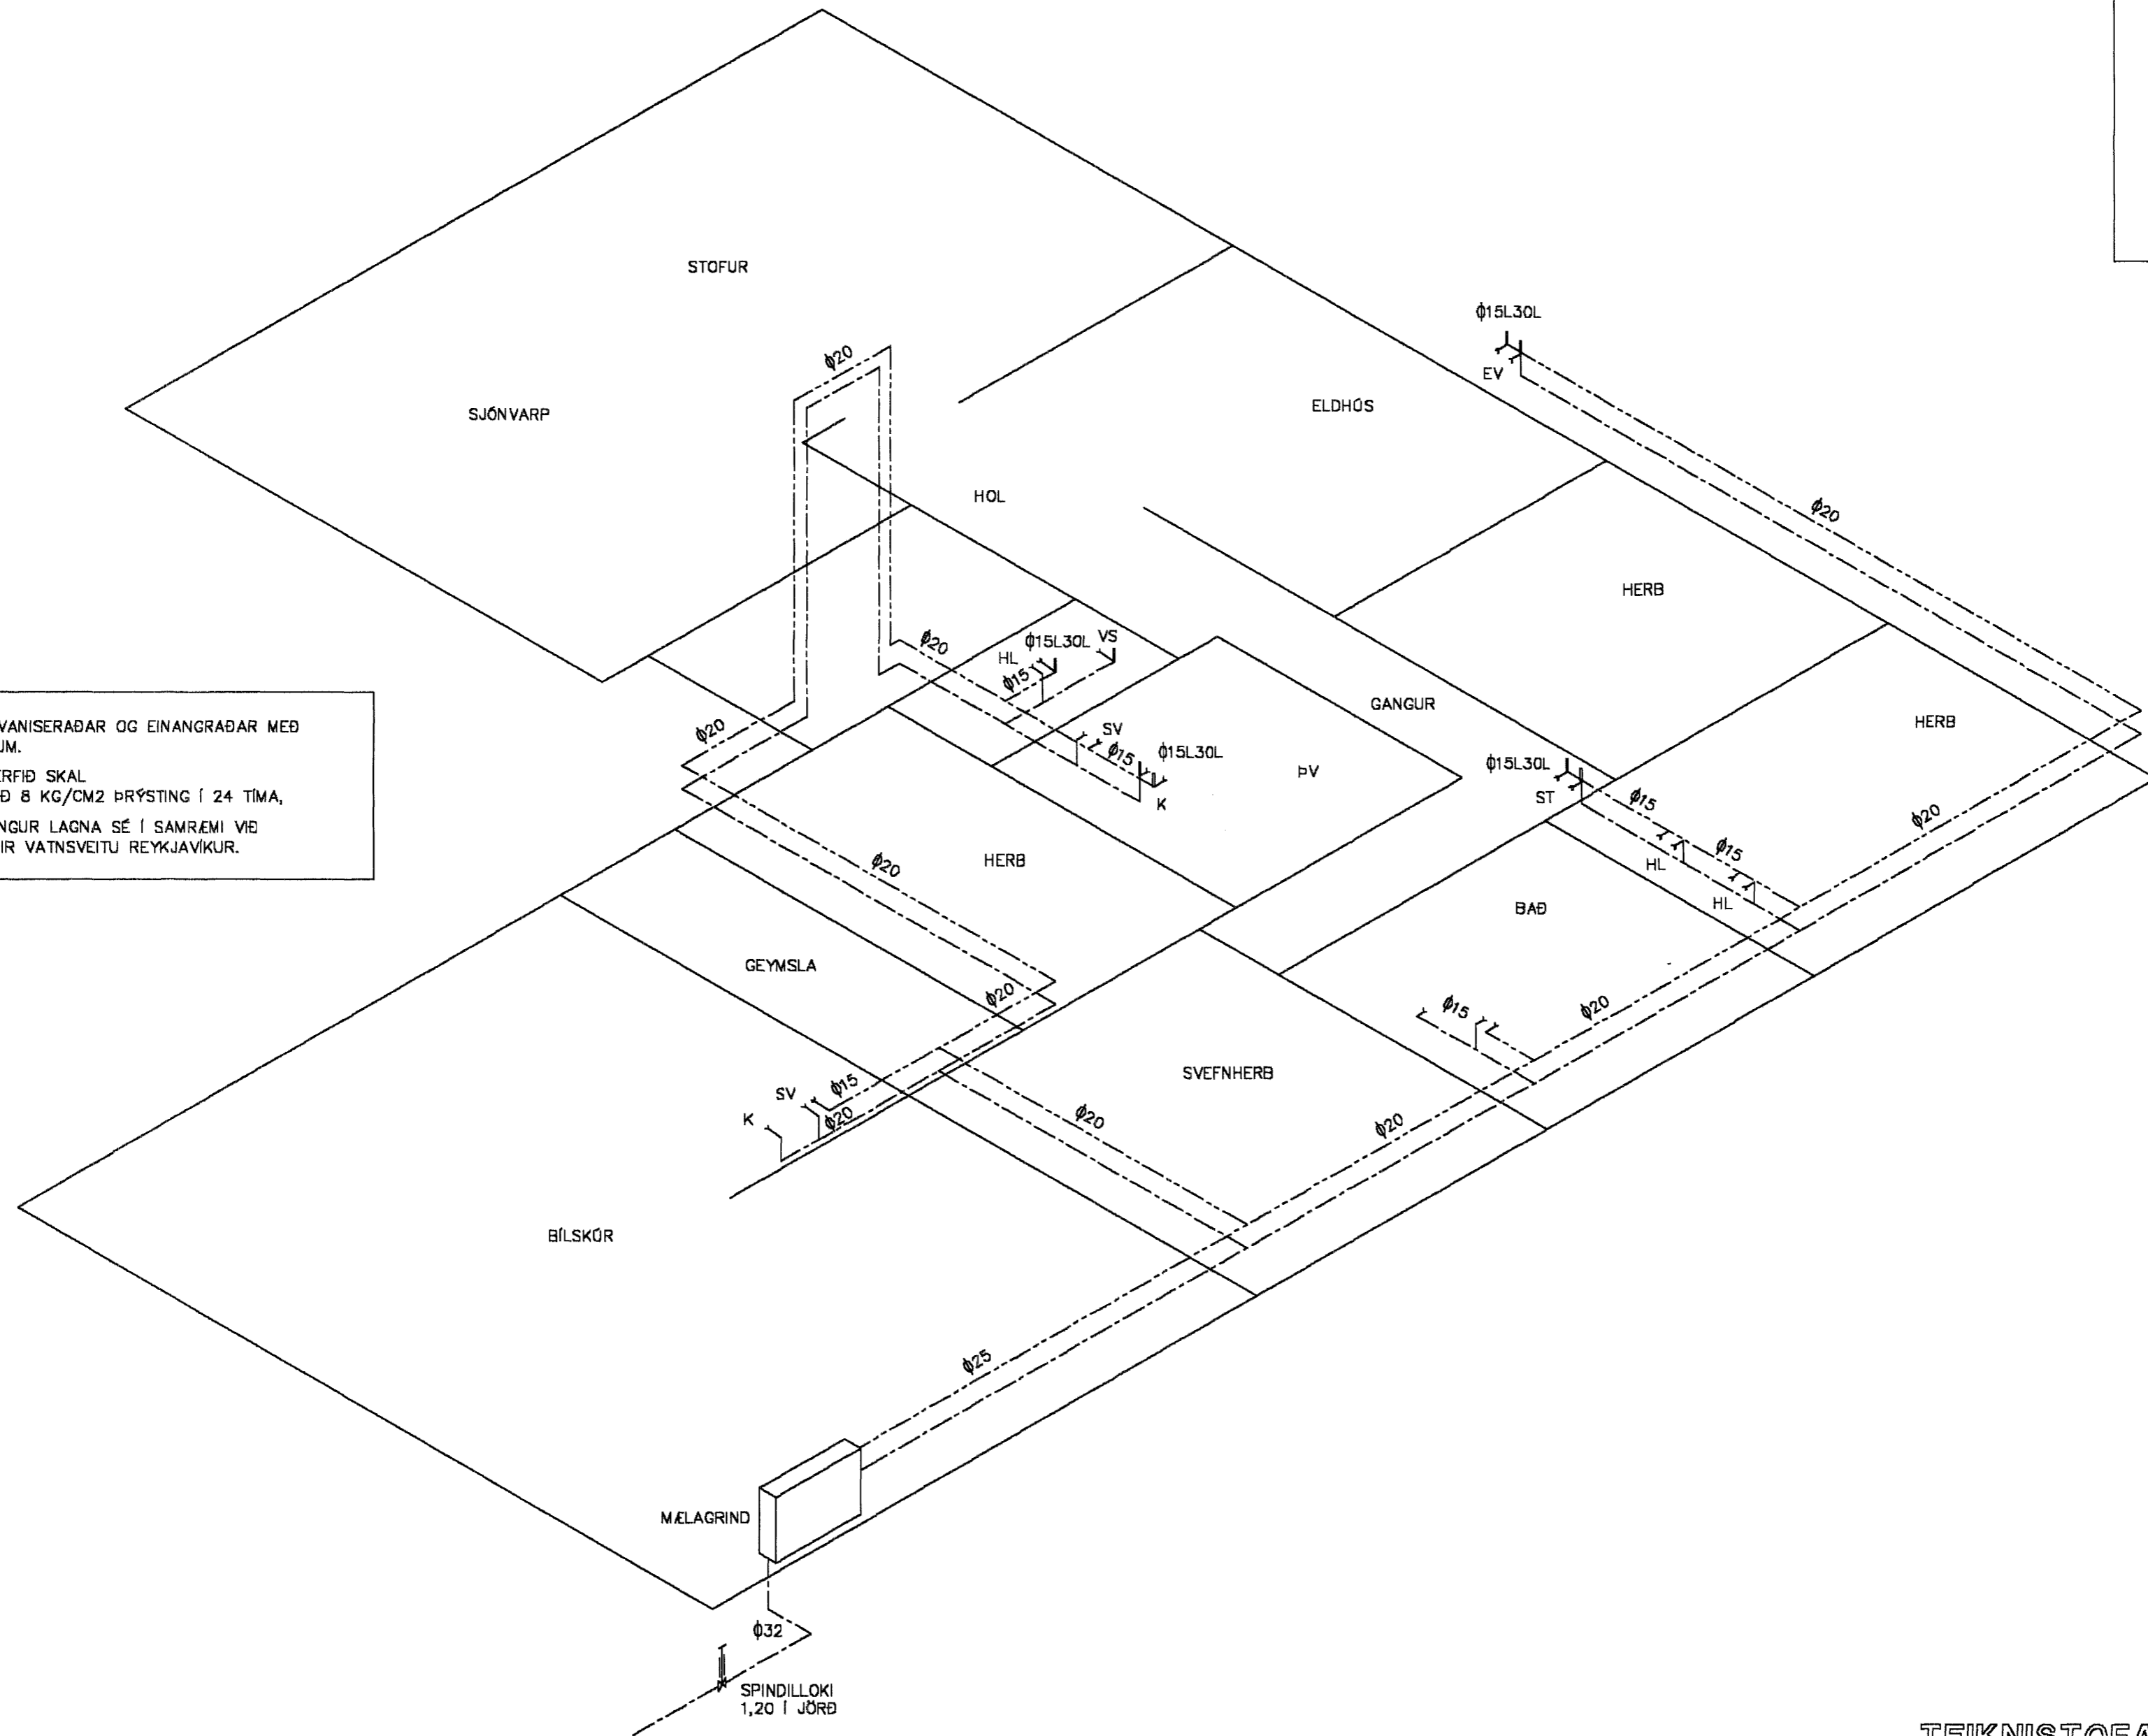 STOFUR
ϕ15L30L
EV
ϕ20
SJÓNVARP
ELDHÚS
HOL
ϕ20
HERB
ϕ20
HL
ϕ15L30L
VS
ϕ15
GANGUR
HERB
VANISERAÐAR OG EINANGRAÐAR MEÐ
UM.
ERFIÐ SKAL
Ð 8 KG/CM2 ÞRÝSTING Í 24 TÍMA,
NGUR LAGNA SÉ Í SAMRÆMI VIÐ
IR VATNSVEITU REYKJAVÍKUR.
ϕ20
SV
ϕ15
ϕ15L30L
K
ÞV
ϕ15L30L
ST
ϕ15
HL
ϕ15
HL
ϕ20
ϕ20
HERB
BAÐ
GEYMSLA
ϕ20
ϕ15
ϕ20
SVEFNHERB
K
SV
ϕ15
ϕ20
ϕ20
ϕ20
BÍLSKÚR
ϕ25
MÆLAGRIND
ϕ32
SPINDILLOKI
1,20 Í JÖRÐ
TEIKNISTOFA